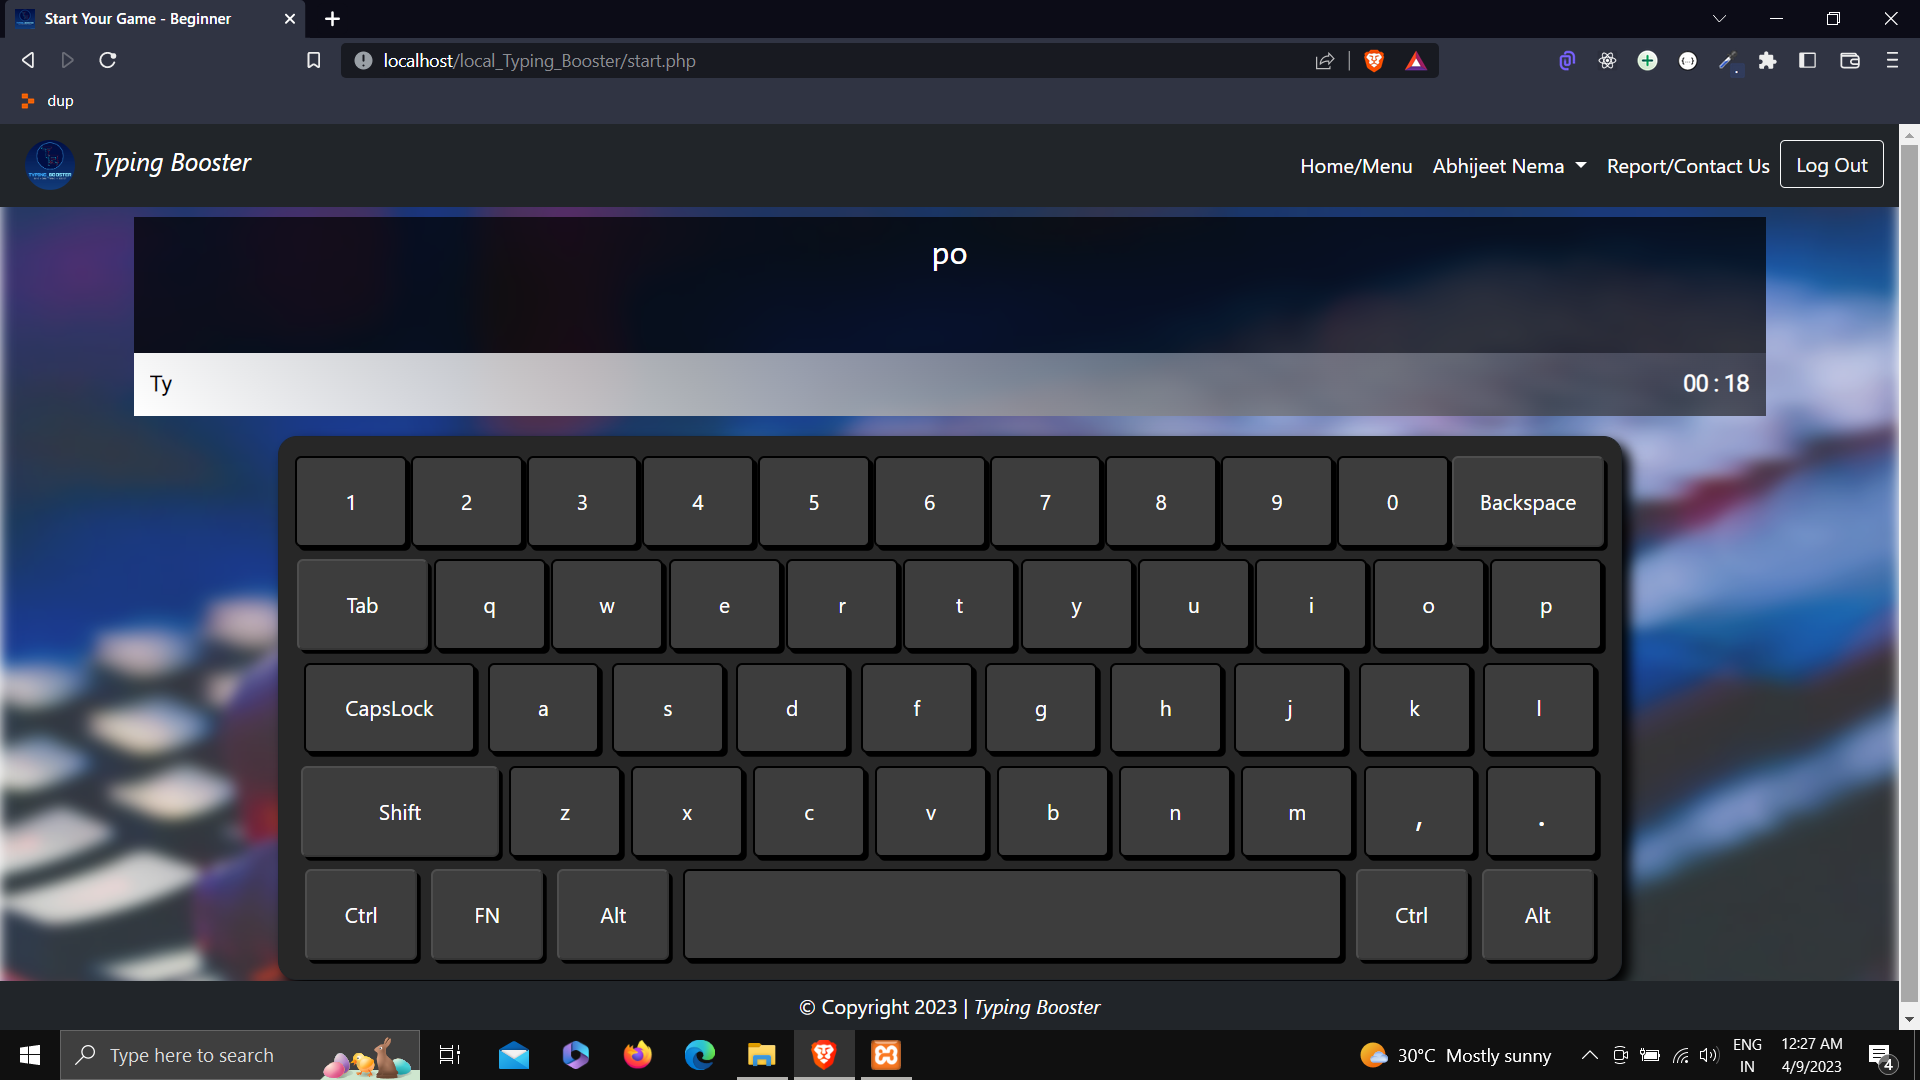 Start Your Game - Beginner
localhost/local_Typing_Booster/start.php
dup
Typing Booster
Home/Menu
Abhijeet Nema
Report/Contact Us
Log Out
po
Ty
00 : 18
1 2 3 4 5 6 7 8 9 0 Backspace
Tab q w e r t y u i o p
CapsLock a s d f g h j k l
Shift z x c v b n m , .
Ctrl FN Alt Ctrl Alt
© Copyright 2023 | Typing Booster
Type here to search
30°C Mostly sunny
ENG
IN
12:27 AM
4/9/2023
4